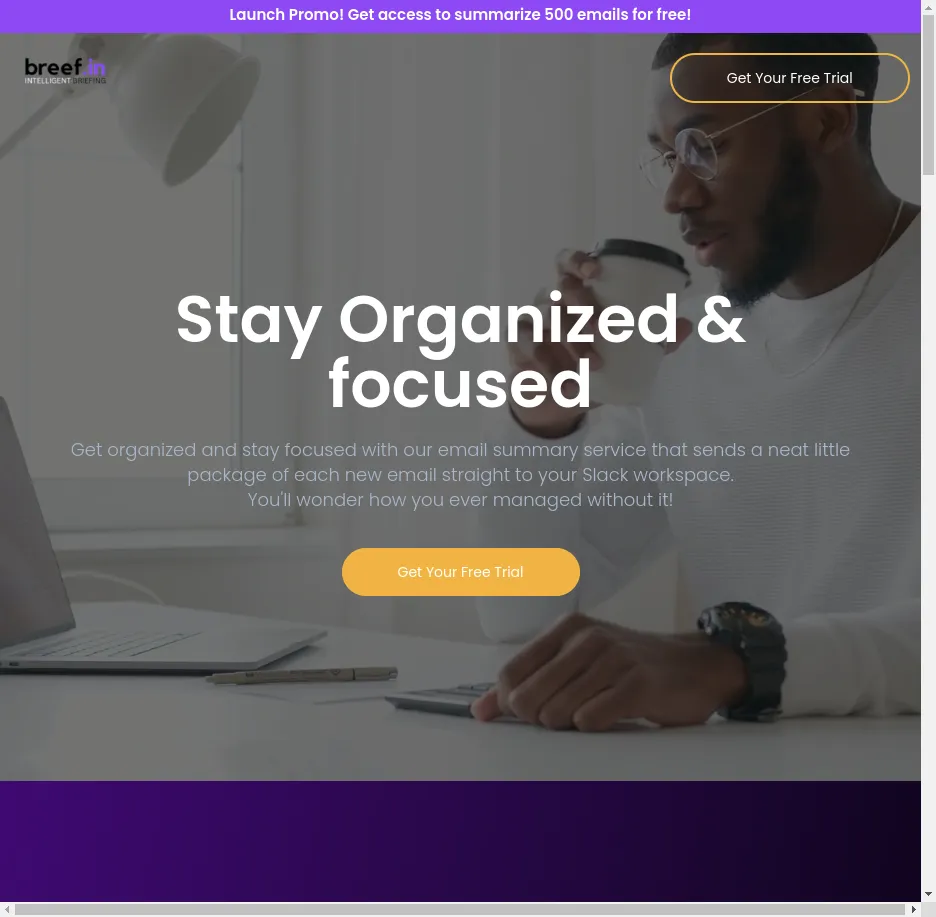 Launch Promo! Get access to summarize 500 emails for free!
breef.in
INTELLIGENT BRIEFING
Get Your Free Trial
Stay Organized &
focused
Get organized and stay focused with our email summary service that sends a neat little
package of each new email straight to your Slack workspace.
You'll wonder how you ever managed without it!
Get Your Free Trial